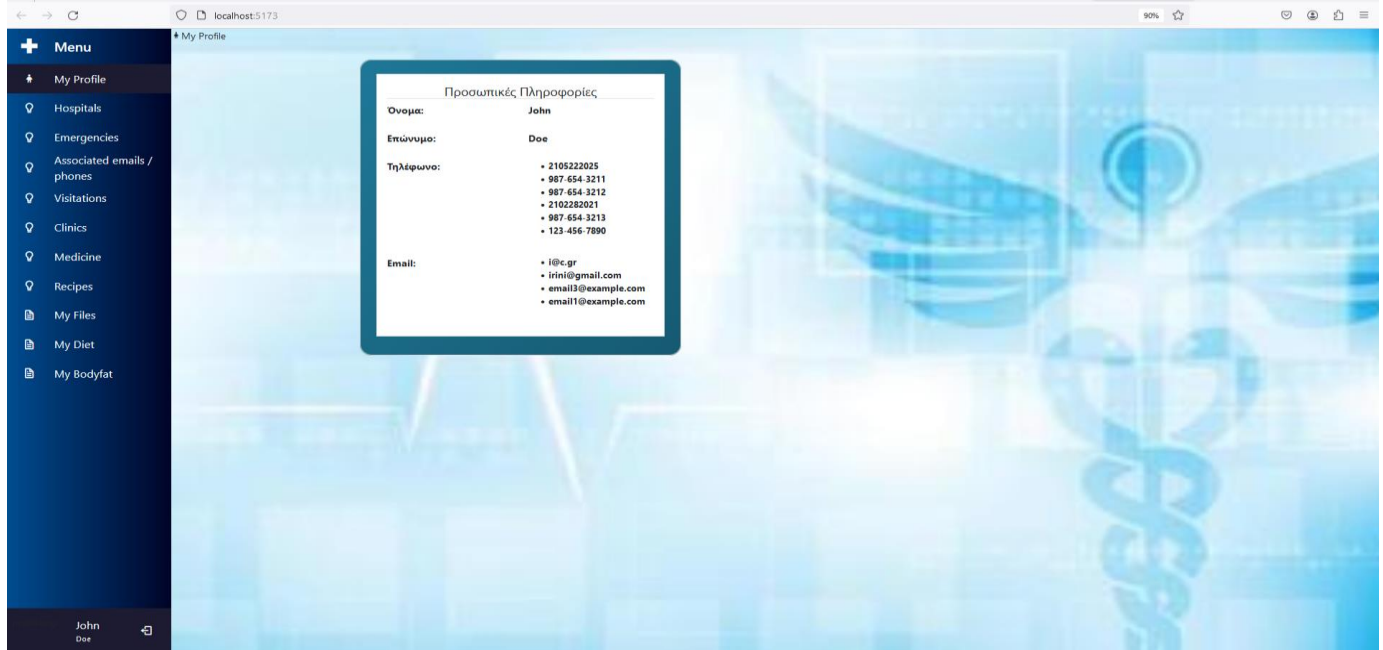 localhost:5173
90%
Menu
My Profile
My Profile
Hospitals
Emergencies
Associated emails /
phones
Visitations
Clinics
Medicine
Recipes
My Files
My Diet
My Bodyfat
John
Doe
Προσωπικές Πληροφορίες
Όνομα: John
Επώνυμο: Doe
Τηλέφωνο: • 2105222025
• 987-654-3211
• 987-654-3212
• 2102282021
• 987-654-3213
• 123-456-7890
Email: • i@c.gr
• irini@gmail.com
• email3@example.com
• email1@example.com